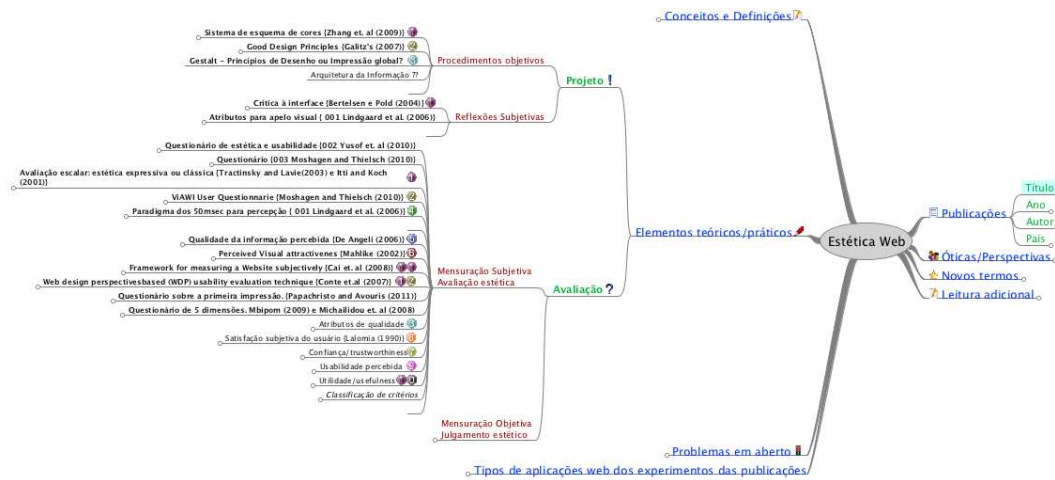 Conceitos e Definições
Sistema de esquema de cores {Zhang et. al (2009)}
Good Design Principles {Galitz's (2007)}
Gestalt - Princípios de Desenho ou Impressão global?
Arquitetura da Informação ??
Procedimentos objetivos
Projeto
Crítica à interface {Bertelsen e Pold (2004)}
Atributos para apelo visual { 001 Lindgaard et al. (2006)}
Reflexões Subjetivas
Questionário de estética e usabilidade {002 Yusof et. al (2010)}
Questionário {003 Moshagen and Thielsch (2010)}
Avaliação escalar: estética expressiva ou clássica {Tractinsky and Lavie(2003) e Itti and Koch
(2001)}
ViAWI User Questionnarie {Moshagen and Thielsch (2010)}
Paradigma dos 50msec para percepção { 001 Lindgaard et al. (2006)}
Qualidade da informação percebida {De Angeli (2006)}
Perceived Visual attractivenes {Mahlke (2002)}
Framework for measuring a Website subjectively {Cai et. al (2008)}
Web design perspectivesbased (WDP) usability evaluation technique {Conte et.al (2007)}
Questionário sobre a primeira impressão. {Papachristo and Avouris (2011)}
Questionário de 5 dimensões. Mbipom (2009) e Michailidou et. al (2008)
Atributos de qualidade
Satisfação subjetiva do usuário {Lalomia (1990)}
Confiança/trustworthiness
Usabilidade percebida
Utilidade/usefulness
Classificação de critérios
Mensuração Subjetiva
Avaliação estética
Avaliação
Mensuração Objetiva
Julgamento estético
Elementos teóricos/práticos
Problemas em aberto
Tipos de aplicações web dos experimentos das publicações
Estética Web
Publicações
Título
Ano
Autor
País
Óticas/Perspectivas
Novos termos
Leitura adicional